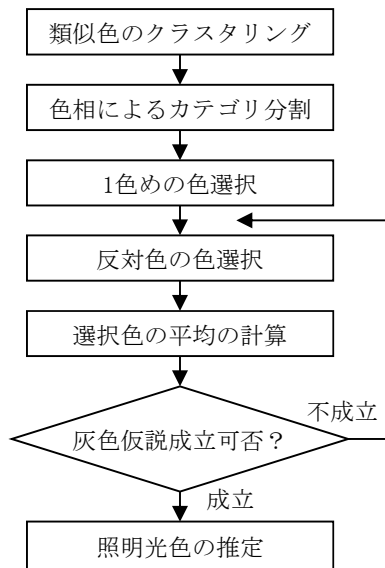 類似色のクラスタリング
色相によるカテゴリ分割
1色めの色選択
反対色の色選択
選択色の平均の計算
灰色仮説成立可否？
不成立
成立
照明光色の推定